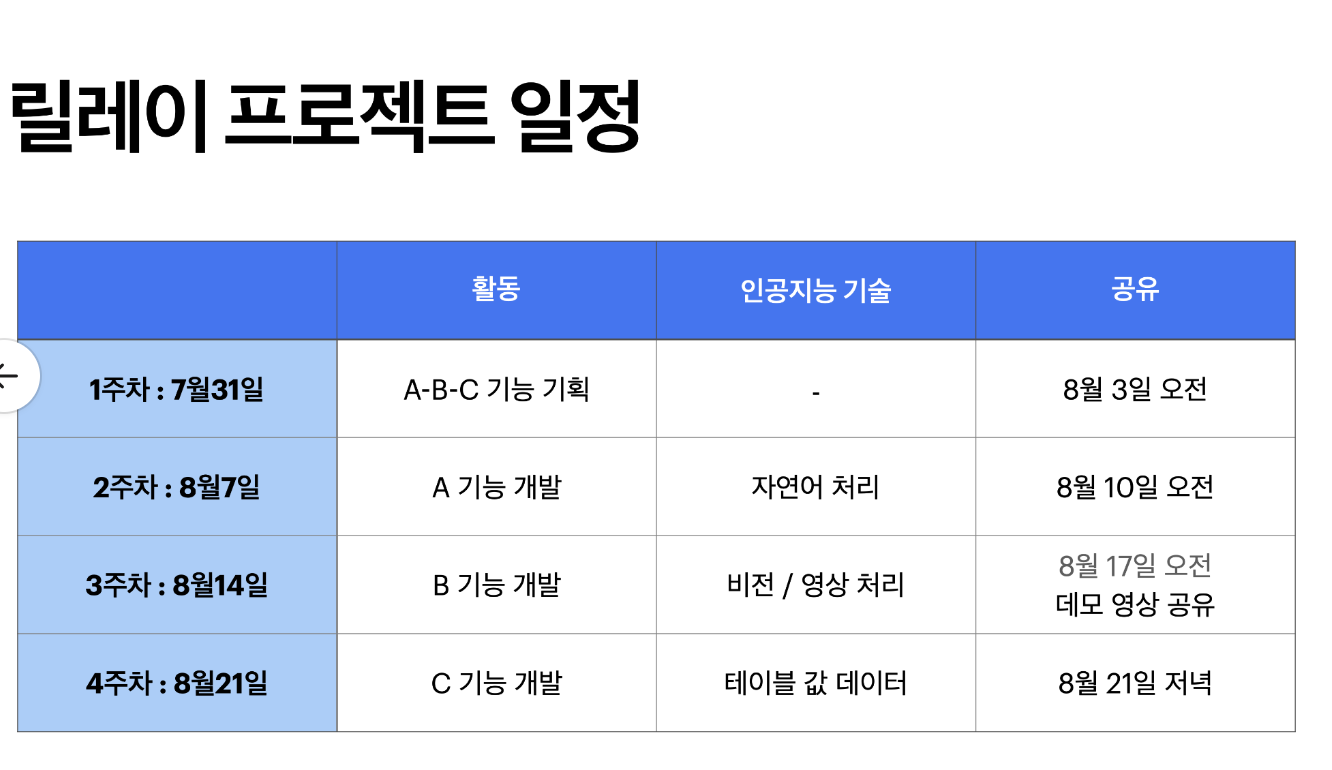 릴레이 프로젝트 일정
활동
인공지능 기술
공유
1주차 : 7월31일
A-B-C 기능 기획
-
8월 3일 오전
2주차 : 8월7일
A 기능 개발
자연어 처리
8월 10일 오전
3주차 : 8월14일
B 기능 개발
비전 / 영상 처리
8월 17일 오전
데모 영상 공유
4주차 : 8월21일
C 기능 개발
테이블 값 데이터
8월 21일 저녁